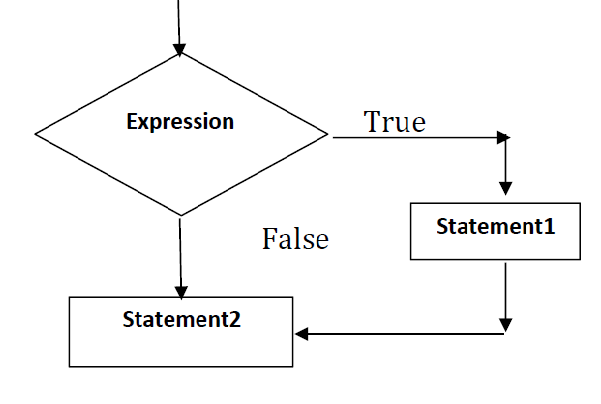 Expression
True
False
Statement1
Statement2